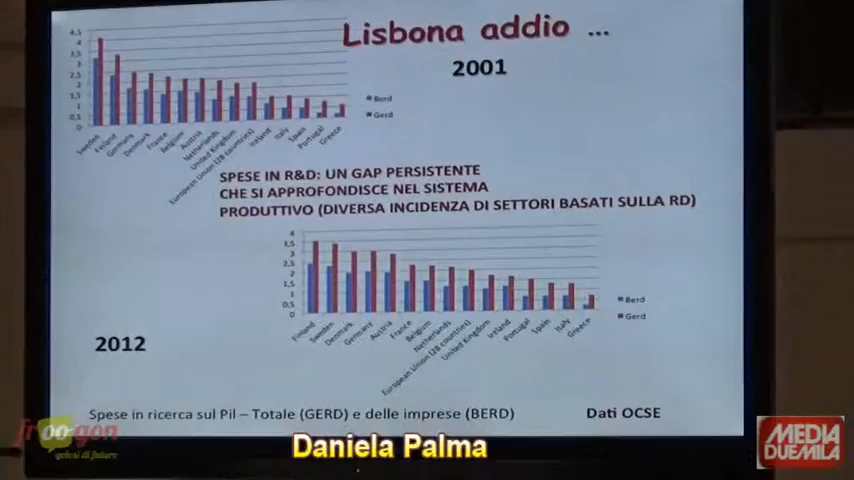 Lisbona addio ...
2001
4,5
4
3,5
3
2,5
2
1,5
1
0,5
0
Berd
Gerd
Sweden
Finland
Germany
Denmark
France
Belgium
Austria
Netherlands
United Kingdom
European Union (28 countries)
Ireland
Italy
Spain
Portugal
Greece
SPESE IN R&D: UN GAP PERSISTENTE
CHE SI APPROFONDISCE NEL SISTEMA
PRODUTTIVO (DIVERSA INCIDENZA DI SETTORI BASATI SULLA RD)
4
3,5
3
2,5
2
1,5
1
0,5
0
Berd
Gerd
Finland
Sweden
Denmark
Germany
Austria
France
Belgium
Netherlands
European Union (28 countries)
United Kingdom
Ireland
Portugal
Spain
Italy
Greece
2012
Spese in ricerca sul Pil – Totale (GERD) e delle imprese (BERD)
Dati OCSE
Daniela Palma
MEDIA
DUEMILA